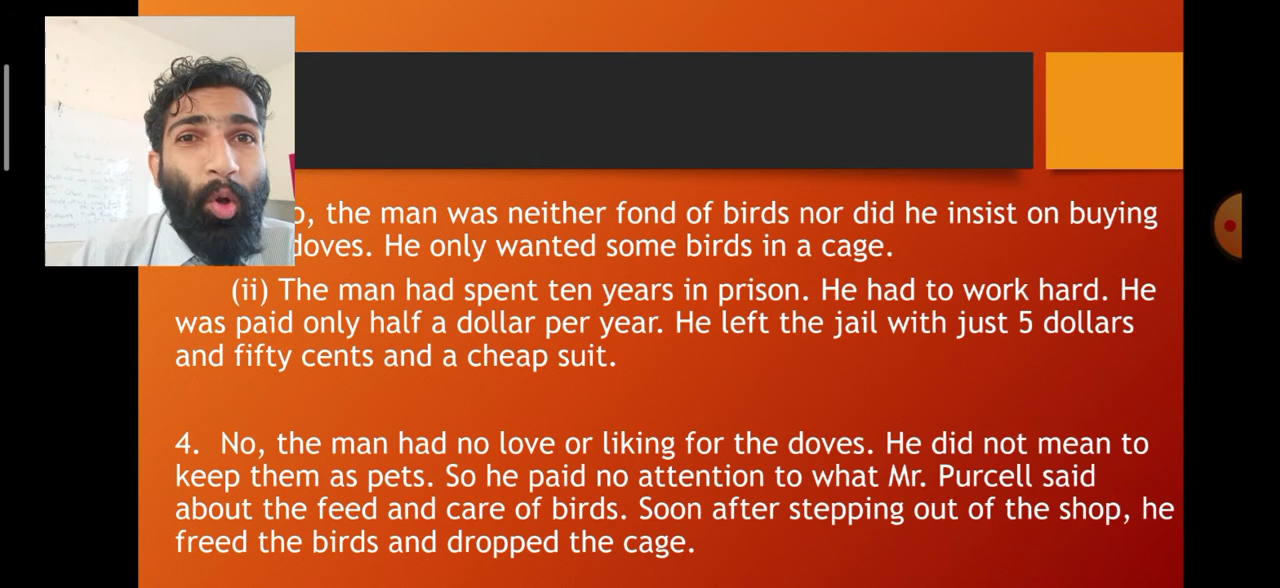 , the man was neither fond of birds nor did he insist on buying
doves. He only wanted some birds in a cage.
(ii) The man had spent ten years in prison. He had to work hard. He
was paid only half a dollar per year. He left the jail with just 5 dollars
and fifty cents and a cheap suit.
4. No, the man had no love or liking for the doves. He did not mean to
keep them as pets. So he paid no attention to what Mr. Purcell said
about the feed and care of birds. Soon after stepping out of the shop, he
freed the birds and dropped the cage.